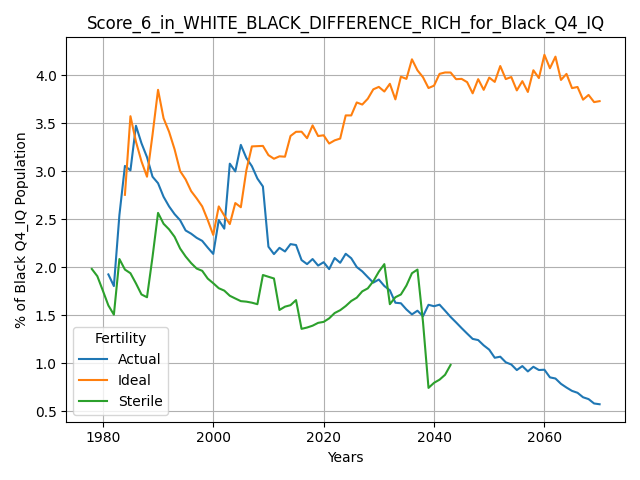 Score_6_in_WHITE_BLACK_DIFFERENCE_RICH_for_Black_Q4_IQ
% of Black Q4_IQ Population
4.0
3.5
3.0
2.5
2.0
1.5
1.0
0.5
Fertility
Actual
Ideal
Sterile
1980
2000
2020
2040
2060
Years